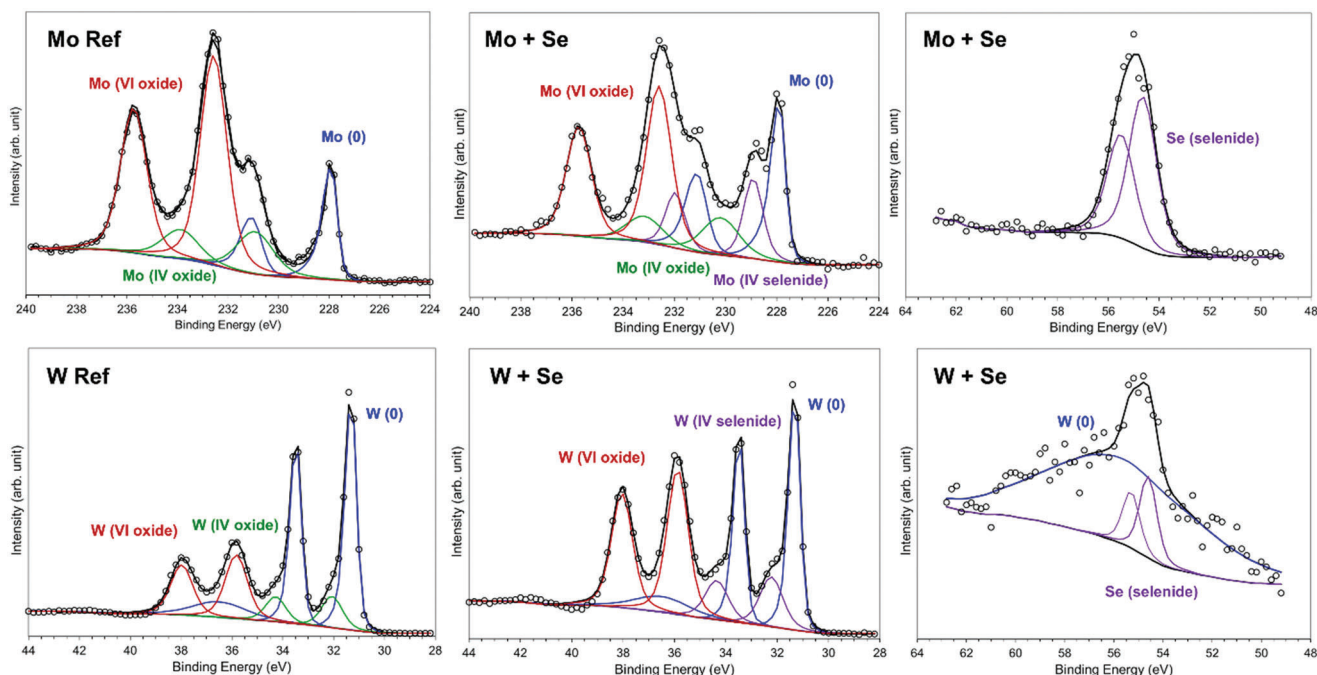 Mo Ref
Mo (VI oxide)
Mo (0)
Mo (IV oxide)
Intensity (arb. unit)
240 238 236 234 232 230 228 226 224
Binding Energy (eV)
Mo + Se
Mo (VI oxide)
Mo (0)
Mo (IV oxide)
Mo (IV selenide)
Intensity (arb. unit)
240 238 236 234 232 230 228 226 224
Binding Energy (eV)
Mo + Se
Se (selenide)
Intensity (arb. unit)
64 62 60 58 56 54 52 50 48
Binding Energy (eV)
W Ref
W (0)
W (VI oxide)
W (IV oxide)
Intensity (arb. unit)
44 42 40 38 36 34 32 30 28
Binding Energy (eV)
W + Se
W (IV selenide)
W (0)
W (VI oxide)
Intensity (arb. unit)
44 42 40 38 36 34 32 30 28
Binding Energy (eV)
W + Se
W (0)
Se (selenide)
Intensity (arb. unit)
64 62 60 58 56 54 52 50 48
Binding Energy (eV)